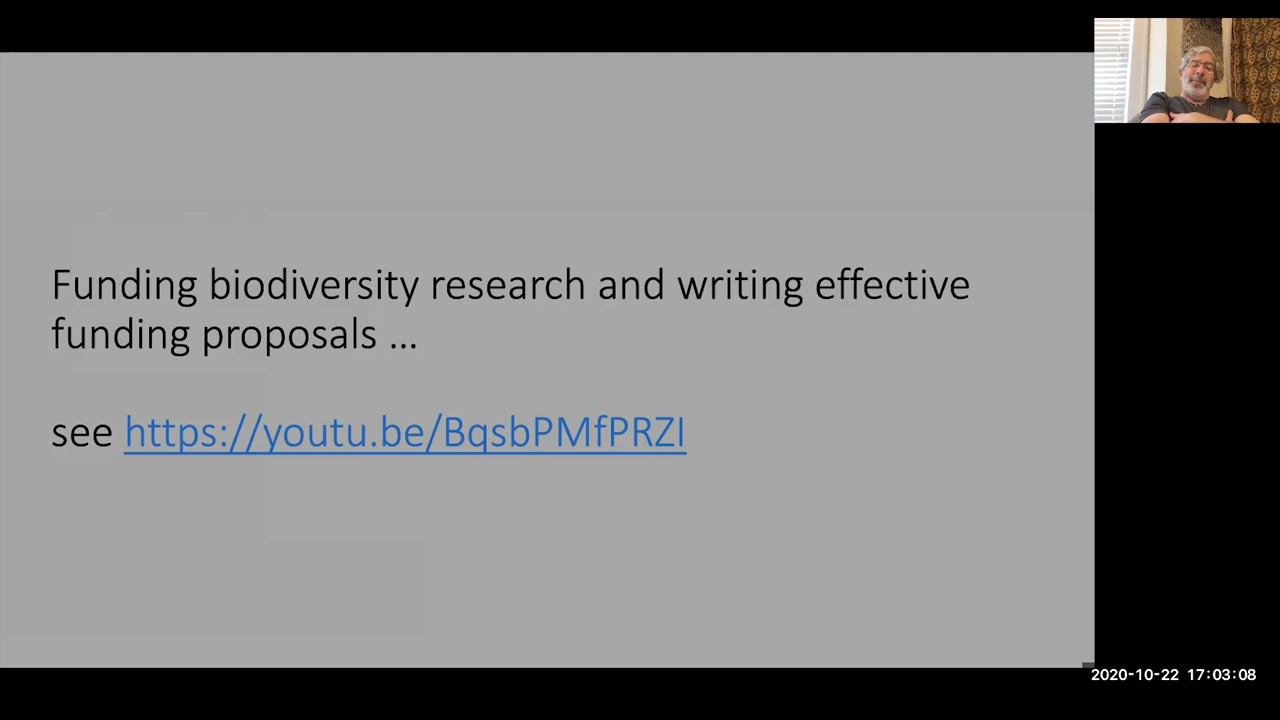 Funding biodiversity research and writing effective
funding proposals ...
see https://youtu.be/BqsbPMfPRZI
2020-10-22 17:03:08